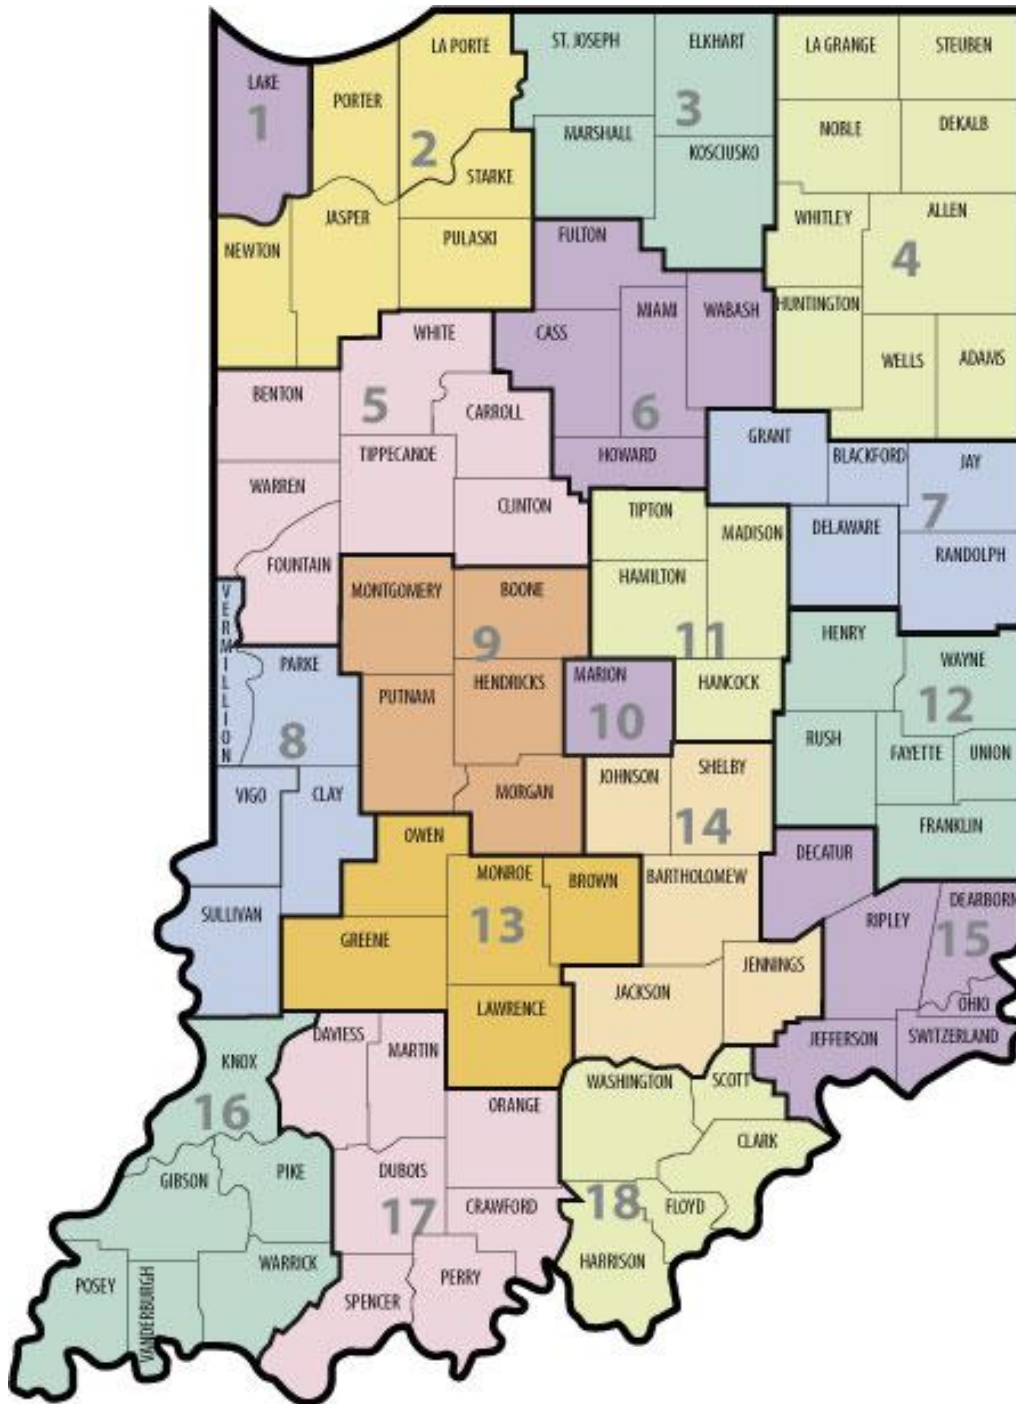 LA PORTE
ST. JOSEPH
ELKHART
LA GRANGE
STEUBEN
LAKE
1
PORTER
2
3
MARSHALL
NOBLE
DEKALB
KOSCIUSKO
STARKE
JASPER
WHITLEY
ALLEN
NEWTON
PULASKI
FULTON
4
MIAMI
WABASH
HUNTINGTON
WHITE
CASS
WELLS
ADAMS
BENTON
5
CARROLL
6
GRANT
TIPPECANOE
HOWARD
BLACKFORD
JAY
WARREN
CLINTON
TIPTON
7
MADISON
DELAWARE
FOUNTAIN
RANDOLPH
HAMILTON
MONTGOMERY
BOONE
VERMILLION
9
11
HENRY
PARKE
WAYNE
PUTNAM
HENDRICKS
MARION
HANCOCK
12
8
10
RUSH
FAYETTE
UNION
VIGO
CLAY
MORGAN
JOHNSON
SHELBY
14
FRANKLIN
OWEN
DECATUR
MONROE
BROWN
BARTHOLOMEW
SULLIVAN
13
RIPLEY
DEARBORN
15
GREENE
JENNINGS
JACKSON
LAWRENCE
OHIO
DAVIESS
JEFFERSON
SWITZERLAND
KNOX
MARTIN
WASHINGTON
SCOTT
16
ORANGE
CLARK
GIBSON
PIKE
DUBOIS
17
CRAWFORD
18
FLOYD
POSEY
VANDERBURGH
WARRICK
HARRISON
SPENCER
PERRY